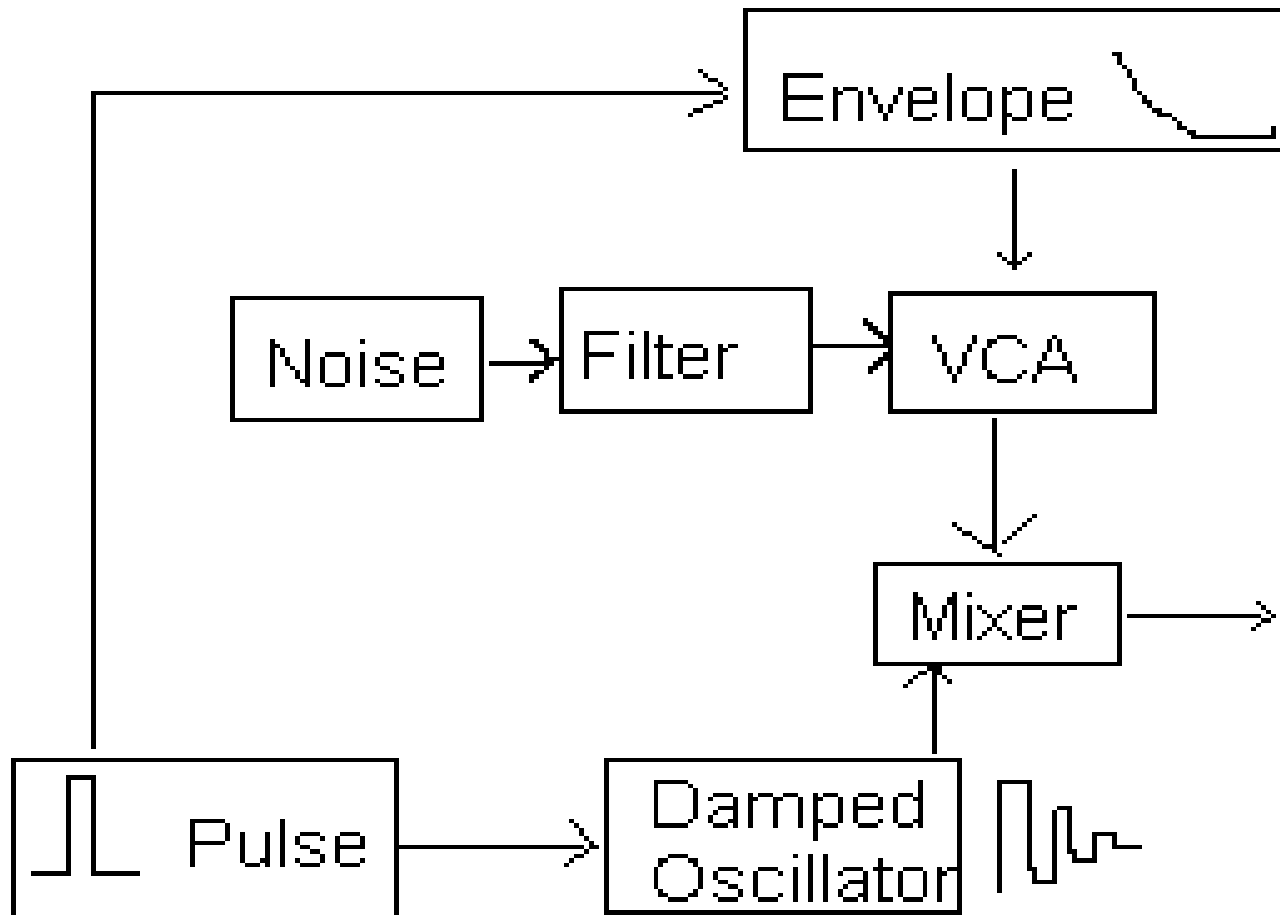 Envelope
Noise
Filter
VCA
Mixer
Pulse
Damped
Oscillator